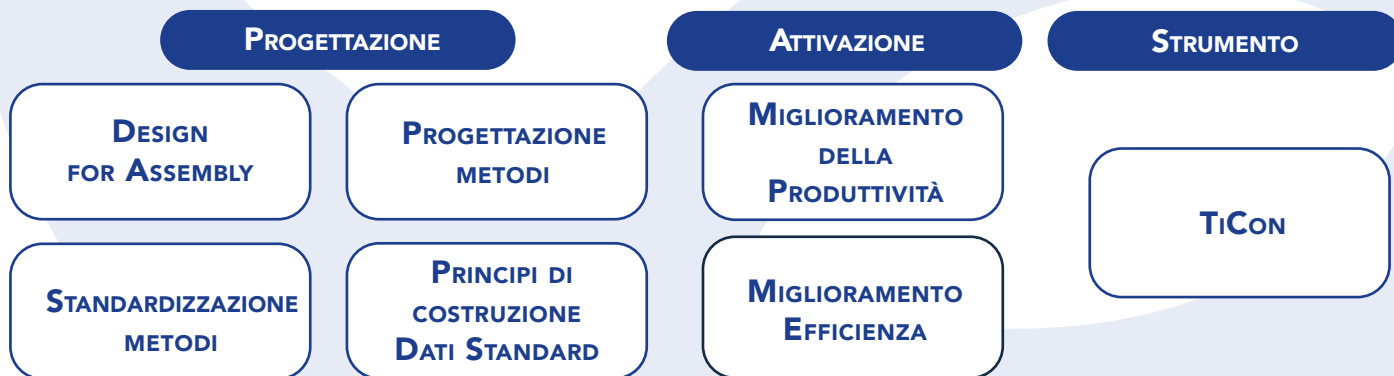 Progettazione
Attivazione
Strumento
Design
for Assembly
Progettazione
metodi
Miglioramento
della
Produttività
TiCon
Standardizzazione
metodi
Principi di
costruzione
Dati Standard
Miglioramento
Efficienza